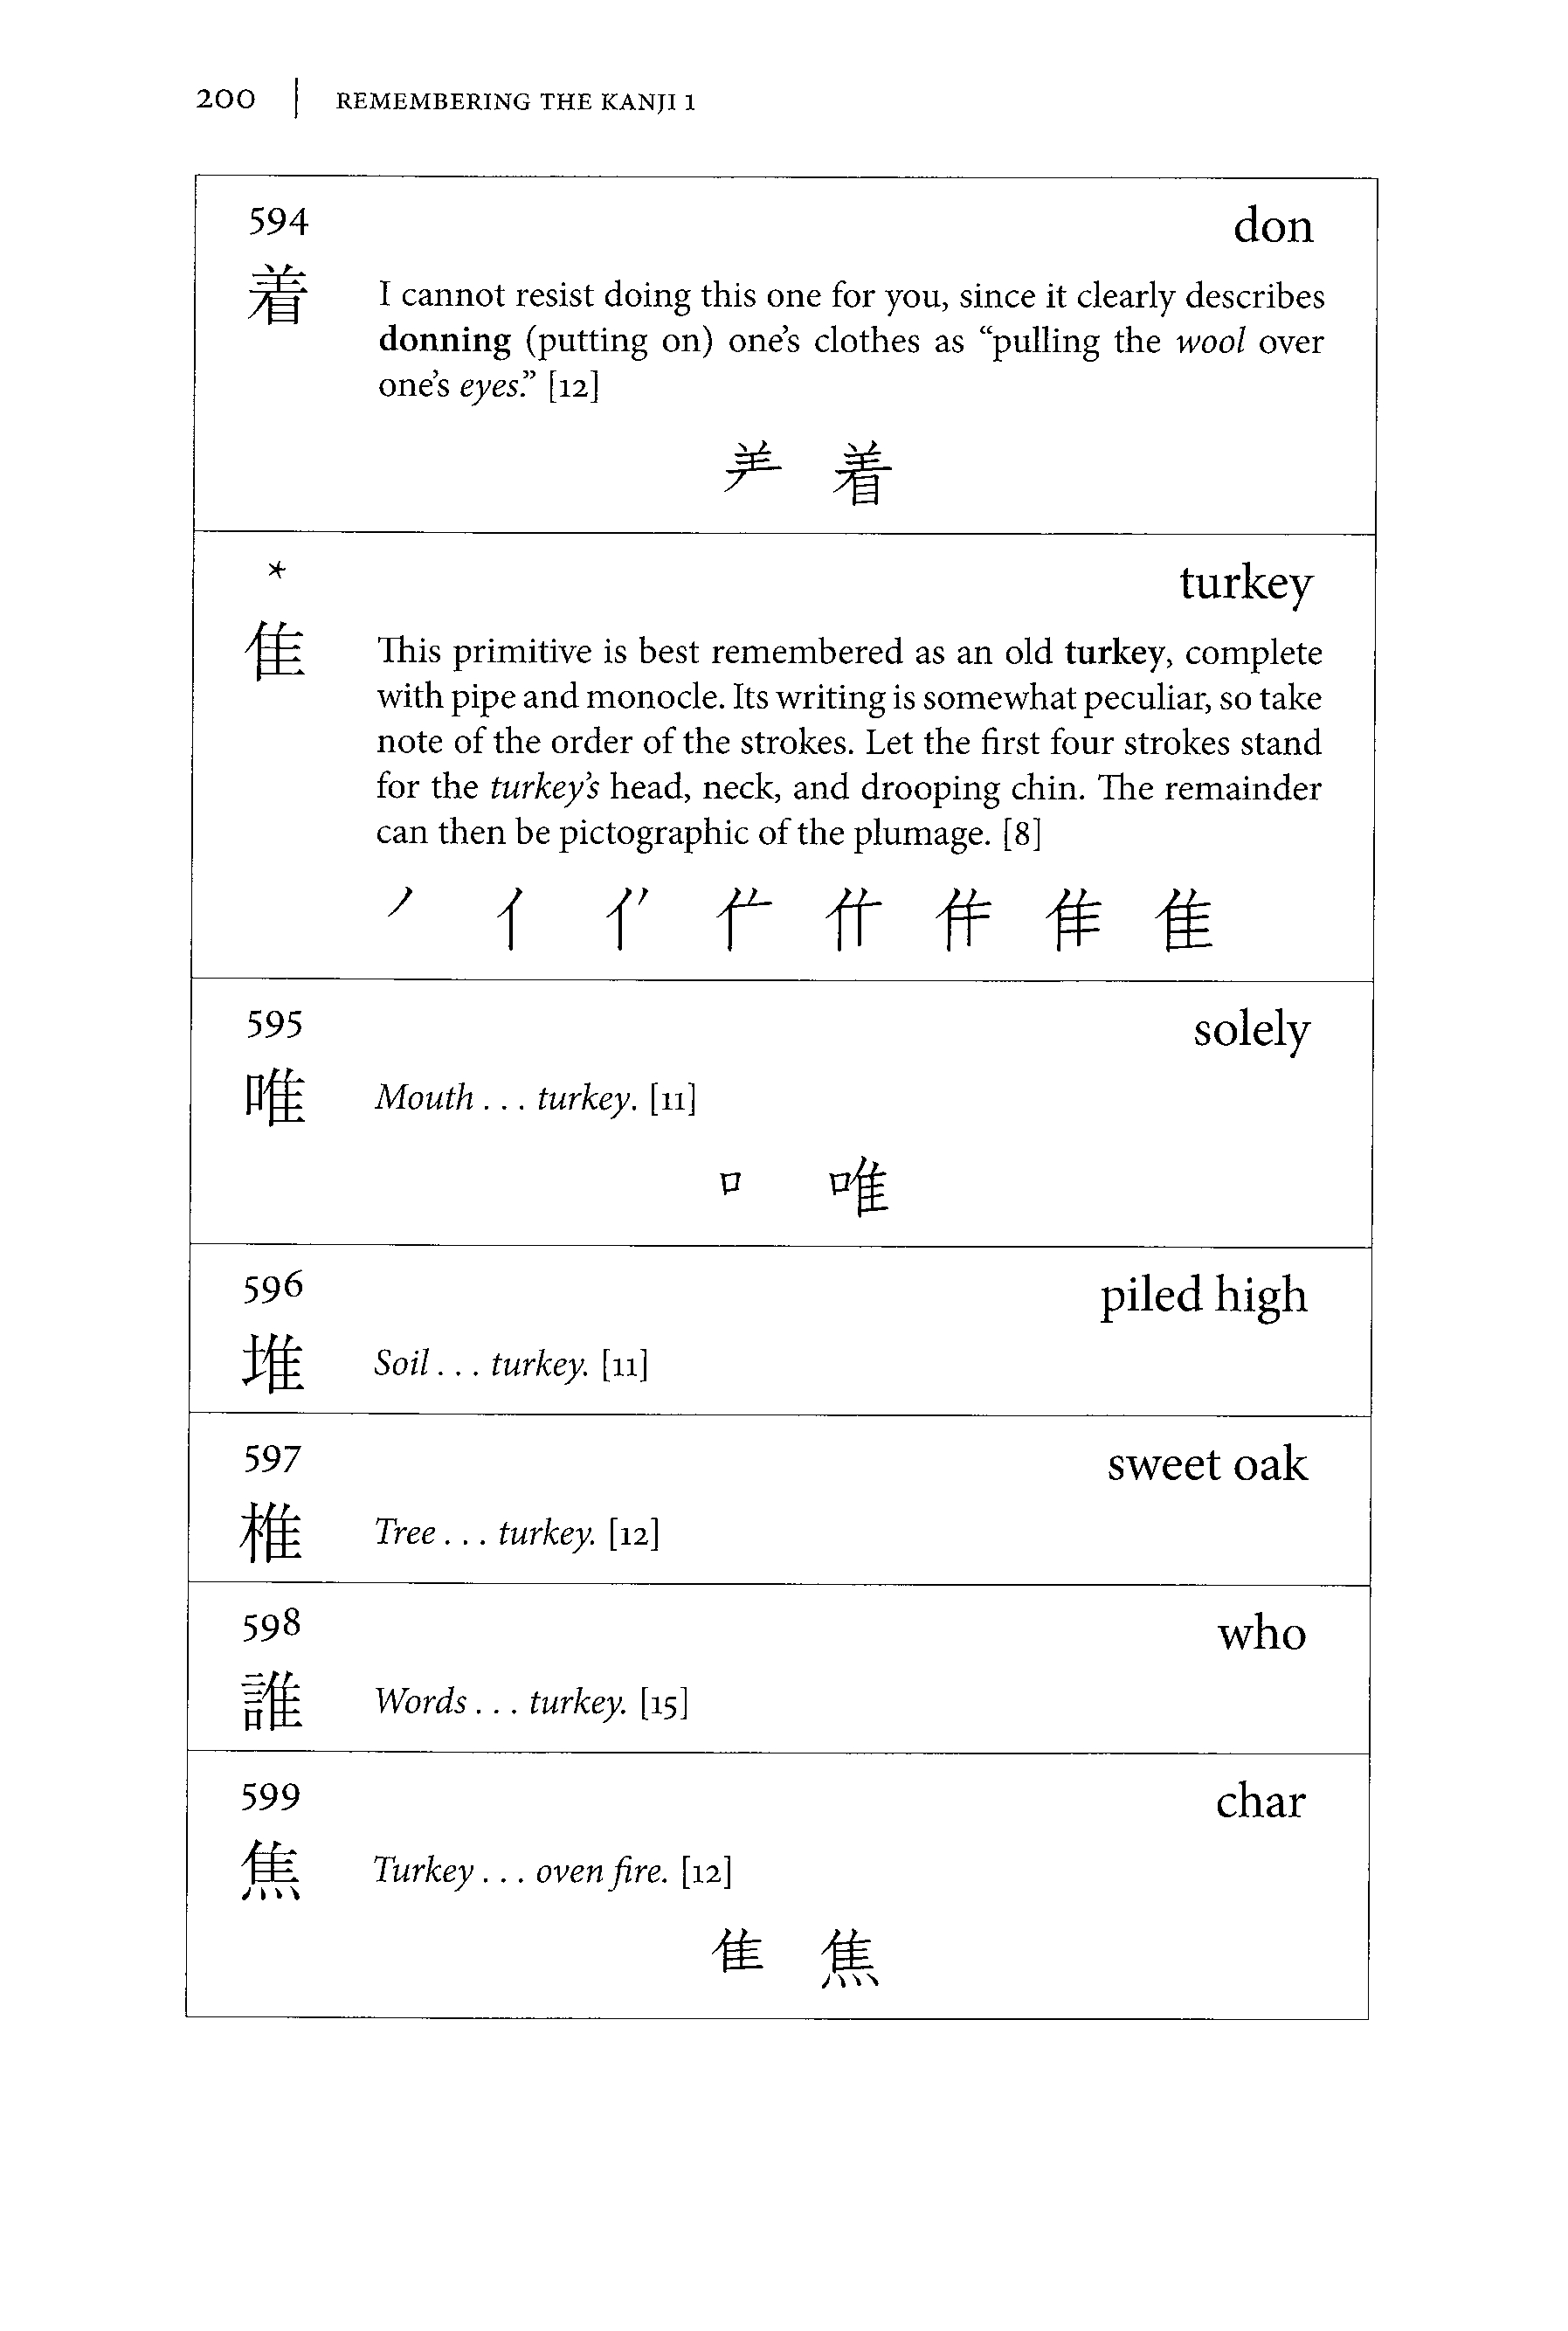 200 | REMEMBERING THE KANJI 1
594 don
着 I cannot resist doing this one for you, since it clearly describes
donning (putting on) one’s clothes as “pulling the wool over
one’s eyes.” [12]
着
* turkey
隹 This primitive is best remembered as an old turkey, complete
with pipe and monocle. Its writing is somewhat peculiar, so take
note of the order of the strokes. Let the first four strokes stand
for the turkey’s head, neck, and drooping chin. The remainder
can then be pictographic of the plumage. [8]
丿 亻 隹
595 solely
唯 Mouth . . . turkey. [11]
口 唯
596 piled high
堆 Soil . . . turkey. [11]
597 sweet oak
椎 Tree . . . turkey. [12]
598 who
誰 Words . . . turkey. [15]
599 char
焦 Turkey . . . oven fire. [12]
隹 焦